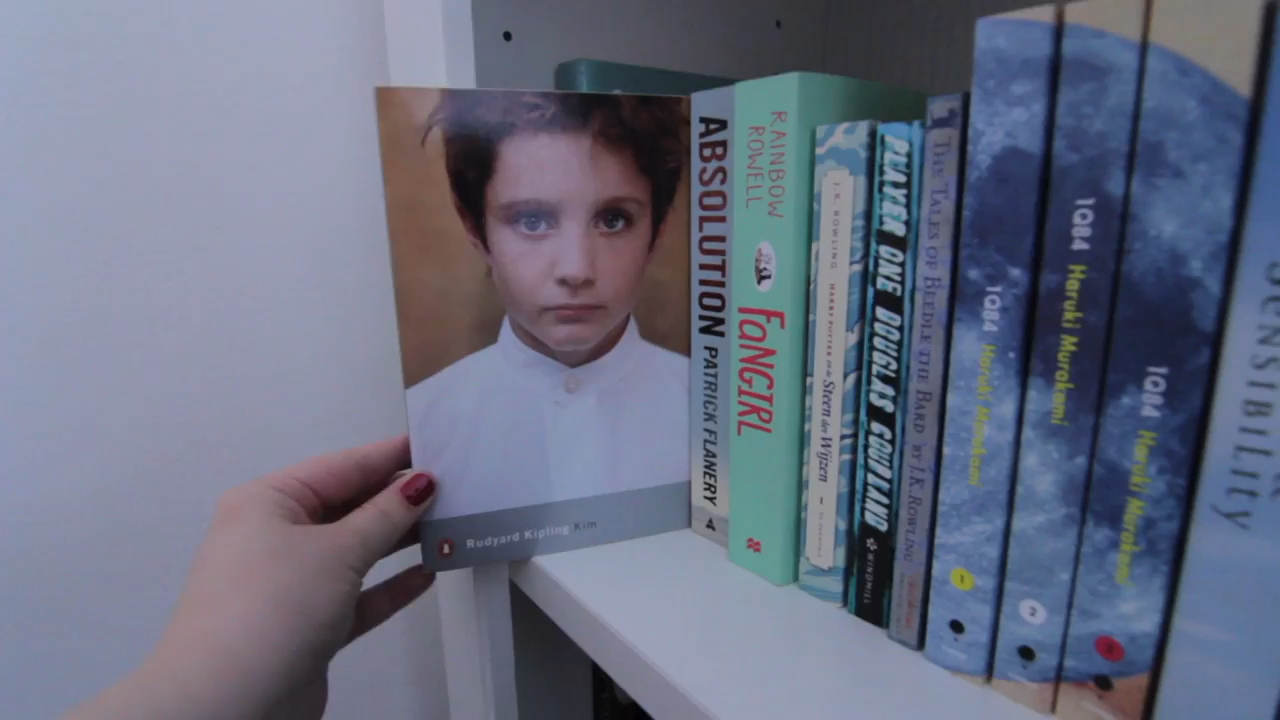 Rudyard Kipling Kim
ABSOLUTION PATRICK FLANERY
RAINBOW
ROWELL
FANGIRL
J.K. ROWLING HARRY POTTER en de Steen der Wijzen
PLAYER ONE DOUGLAS COUPLAND
WINDMILL
THE TALES OF BEEDLE THE BARD BY J.K. ROWLING
1Q84 Haruki Murakami
1
1Q84 Haruki Murakami
2
1Q84 Haruki Murakami
3
SENSIBILITY